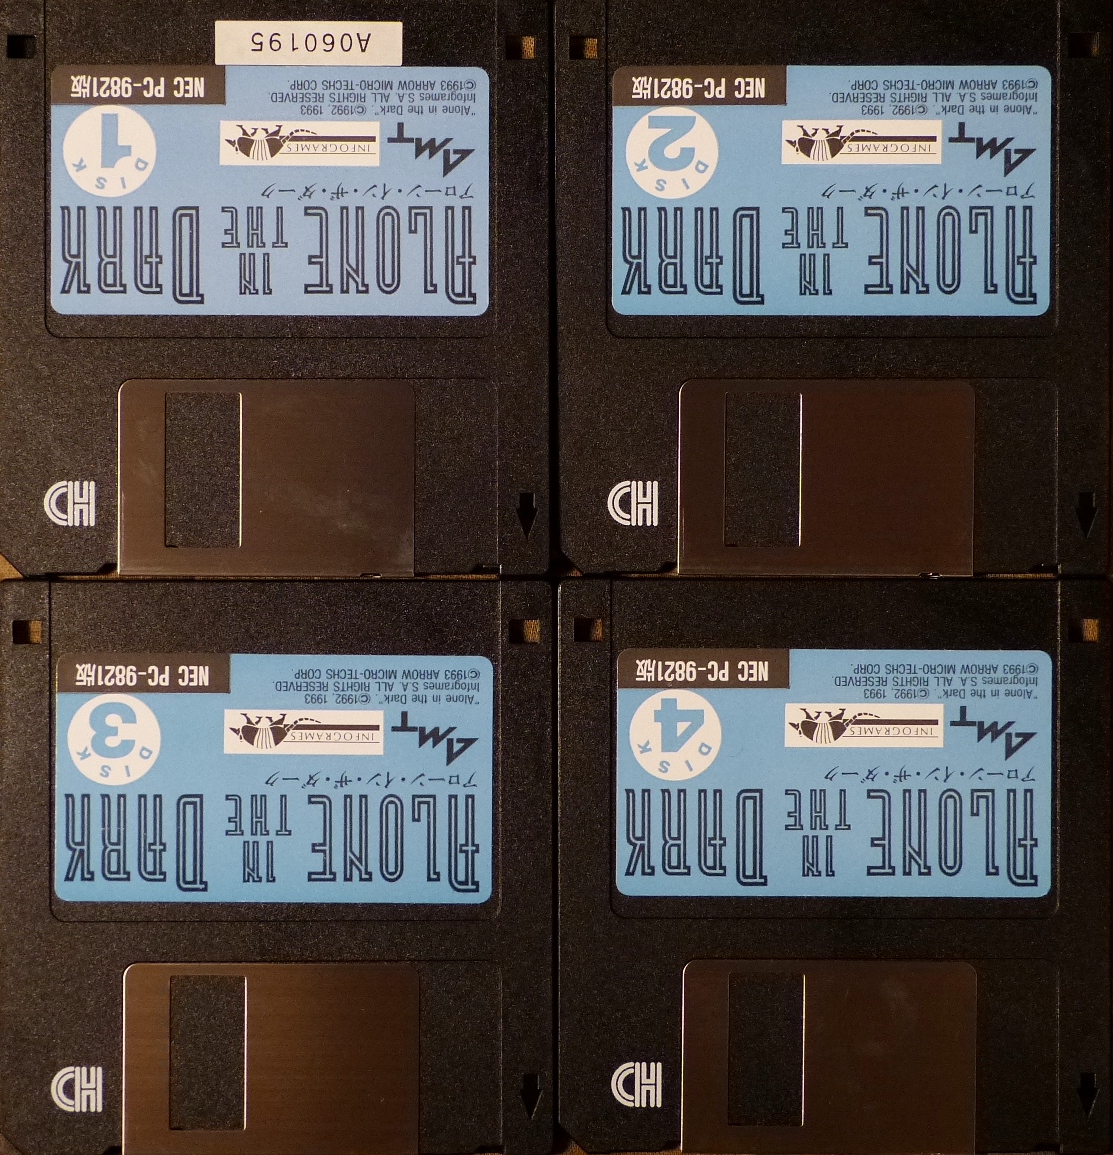 HD
ALONE IN THE DARK
アローン・イン・ザ・ダーク
AMT
INFOGRAMES
DISK 1
"Alone in the Dark". ©1992, 1993
Infogrames S.A. ALL RIGHTS RESERVED.
©1993 ARROW MICRO-TECHS CORP.
NEC PC-9821版
A060195
HD
ALONE IN THE DARK
アローン・イン・ザ・ダーク
AMT
INFOGRAMES
DISK 2
"Alone in the Dark". ©1992, 1993
Infogrames S.A. ALL RIGHTS RESERVED.
©1993 ARROW MICRO-TECHS CORP.
NEC PC-9821版
HD
ALONE IN THE DARK
アローン・イン・ザ・ダーク
AMT
INFOGRAMES
DISK 3
"Alone in the Dark". ©1992, 1993
Infogrames S.A. ALL RIGHTS RESERVED.
©1993 ARROW MICRO-TECHS CORP.
NEC PC-9821版
HD
ALONE IN THE DARK
アローン・イン・ザ・ダーク
AMT
INFOGRAMES
DISK 4
"Alone in the Dark". ©1992, 1993
Infogrames S.A. ALL RIGHTS RESERVED.
©1993 ARROW MICRO-TECHS CORP.
NEC PC-9821版